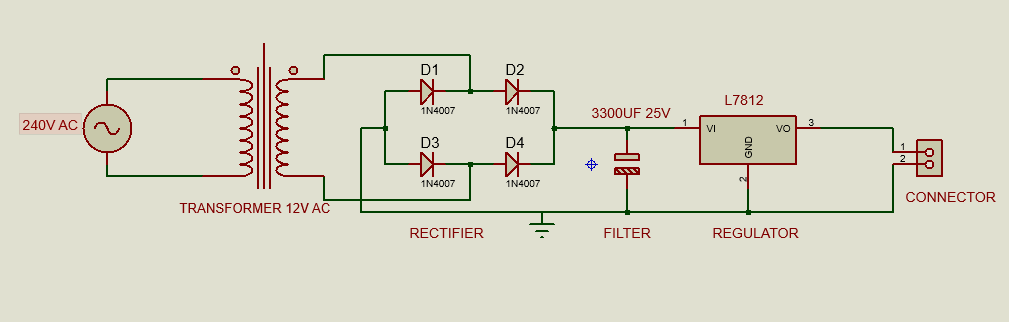 D1
D2
1N4007
1N4007
3300UF 25V
L7812
240V AC
1
VI
VO
3
GND
2
1
2
D3
D4
1N4007
1N4007
TRANSFORMER 12V AC
CONNECTOR
RECTIFIER
FILTER
REGULATOR